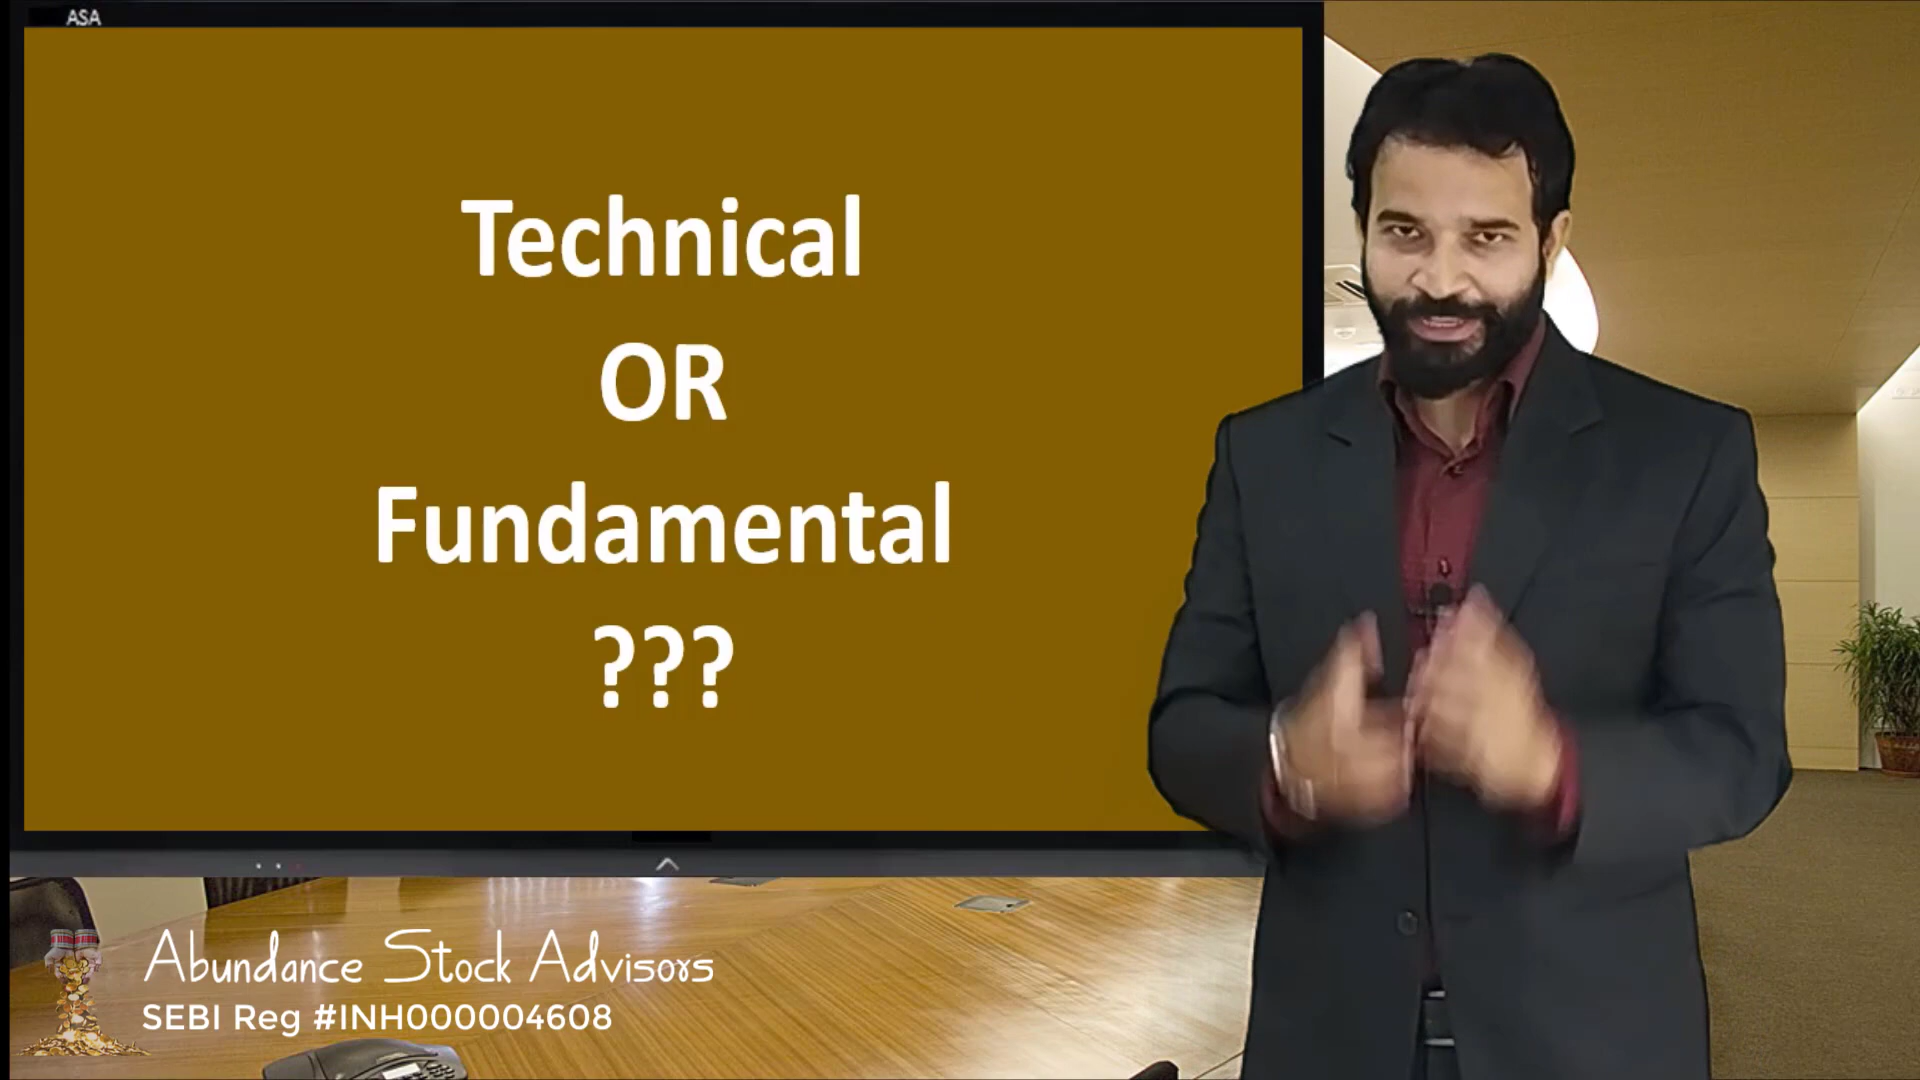 ASA
Technical
OR
Fundamental
???
Abundance Stock Advisors
SEBI Reg #INH000004608